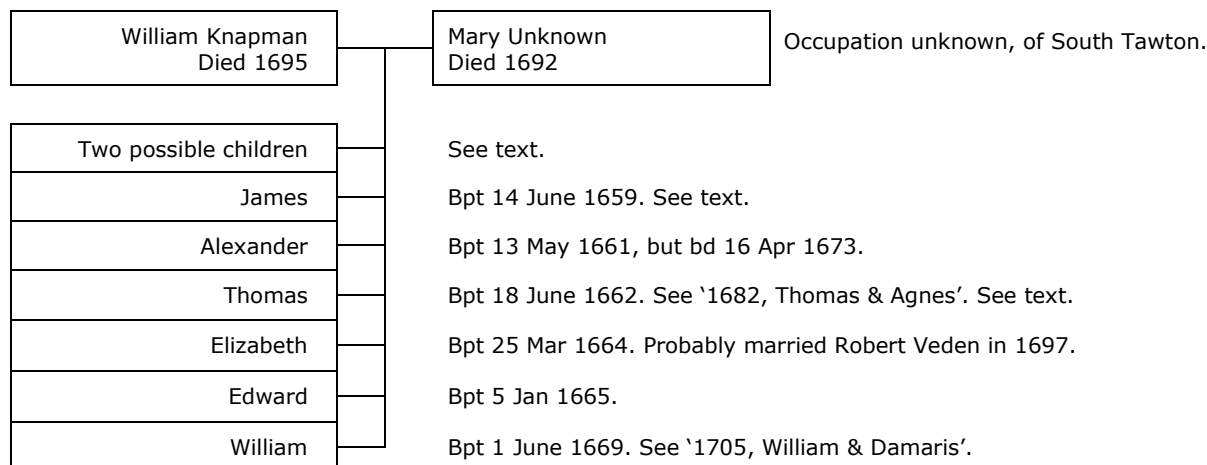 William Knapman
Died 1695
Mary Unknown
Died 1692
Occupation unknown, of South Tawton.
Two possible children
See text.
James
Bpt 14 June 1659. See text.
Alexander
Bpt 13 May 1661, but bd 16 Apr 1673.
Thomas
Bpt 18 June 1662. See ‘1682, Thomas & Agnes’. See text.
Elizabeth
Bpt 25 Mar 1664. Probably married Robert Veden in 1697.
Edward
Bpt 5 Jan 1665.
William
Bpt 1 June 1669. See ‘1705, William & Damaris’.